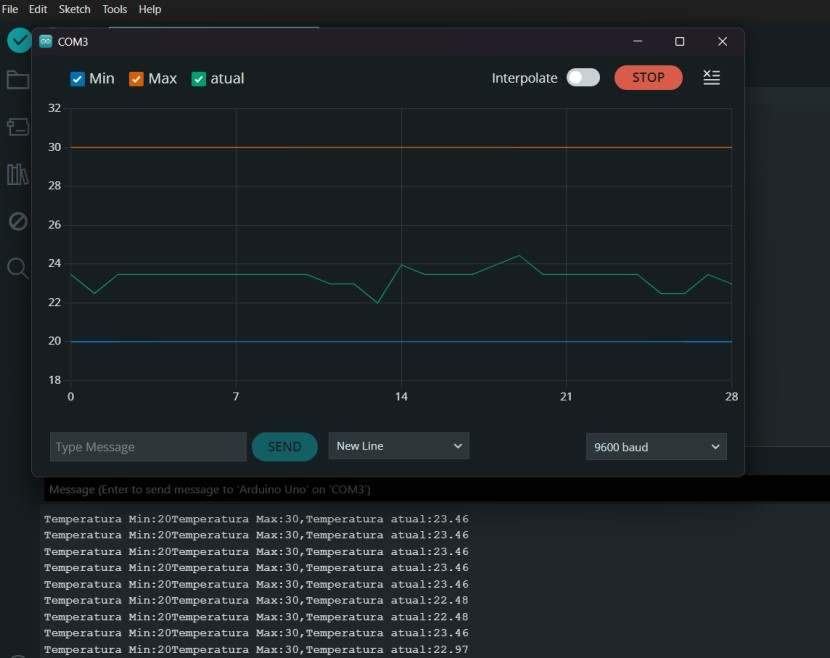 File Edit Sketch Tools Help
COM3
Min Max atual
Interpolate STOP
32
30
28
26
24
22
20
18
0 7 14 21 28
Type Message SEND New Line 9600 baud
Message (Enter to send message to 'Arduino Uno' on 'COM3')
Temperatura Min:20Temperatura Max:30,Temperatura atual:23.46
Temperatura Min:20Temperatura Max:30,Temperatura atual:23.46
Temperatura Min:20Temperatura Max:30,Temperatura atual:23.46
Temperatura Min:20Temperatura Max:30,Temperatura atual:23.46
Temperatura Min:20Temperatura Max:30,Temperatura atual:23.46
Temperatura Min:20Temperatura Max:30,Temperatura atual:22.48
Temperatura Min:20Temperatura Max:30,Temperatura atual:22.48
Temperatura Min:20Temperatura Max:30,Temperatura atual:23.46
Temperatura Min:20Temperatura Max:30,Temperatura atual:22.97